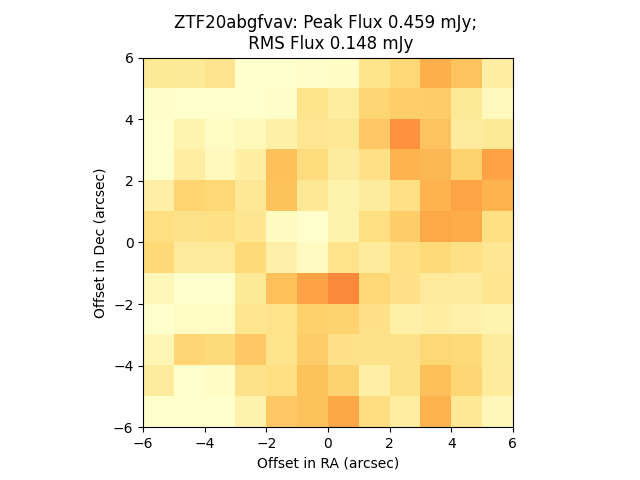 ZTF20abgfvav: Peak Flux 0.459 mJy;
RMS Flux 0.148 mJy
6
4
2
0
−2
−4
−6
Offset in Dec (arcsec)
−6 −4 −2 0 2 4 6
Offset in RA (arcsec)